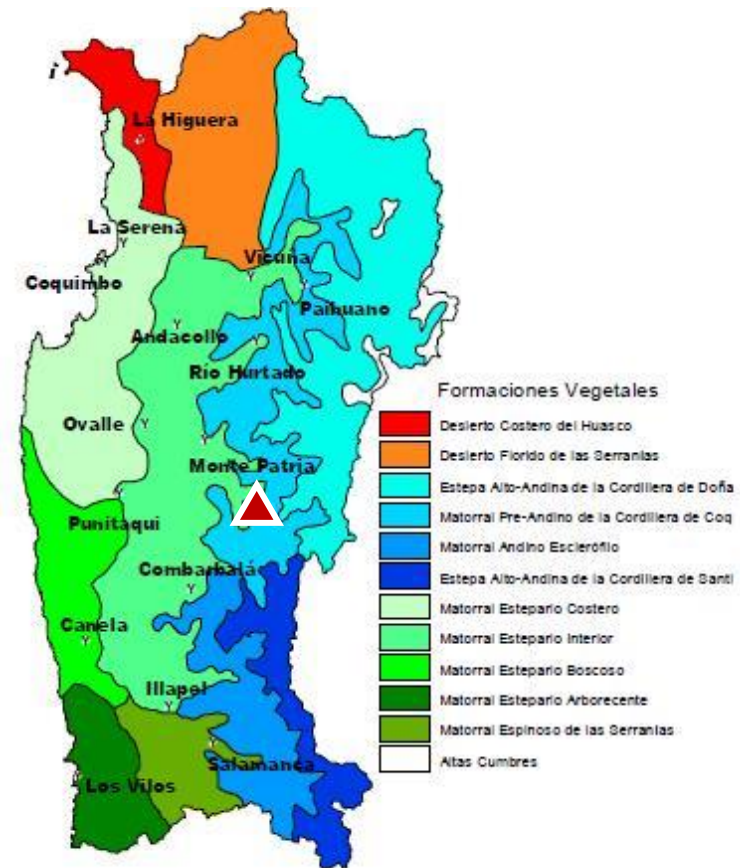 i
La Higuera
La Serena
Coquimbo
Vicuña
Paihuano
Andacollo
Río Hurtado
Ovalle
Monte Patria
Punitaqui
Combarbalá
Canela
Illapel
Salamanca
Los Vilos
Formaciones Vegetales
Desierto Costero del Huasco
Desierto Florido de las Serranías
Estepa Alto-Andina de la Cordillera de Doña
Matorral Pre-Andino de la Cordillera de Coq
Matorral Andino Esclerófilo
Estepa Alto-Andina de la Cordillera de Santi
Matorral Estepario Costero
Matorral Estepario Interior
Matorral Estepario Boscoso
Matorral Estepario Arborecente
Matorral Espinoso de las Serranías
Altas Cumbres